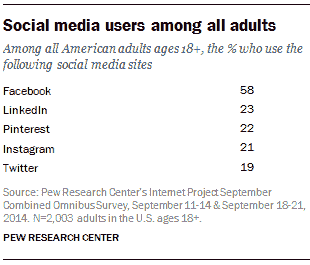 Social media users among all adults
Among all American adults ages 18+, the % who use the
following social media sites
Facebook 58
LinkedIn 23
Pinterest 22
Instagram 21
Twitter 19
Source: Pew Research Center's Internet Project September
Combined Omnibus Survey, September 11-14 & September 18-21,
2014. N=2,003 adults in the U.S. ages 18+.
PEW RESEARCH CENTER